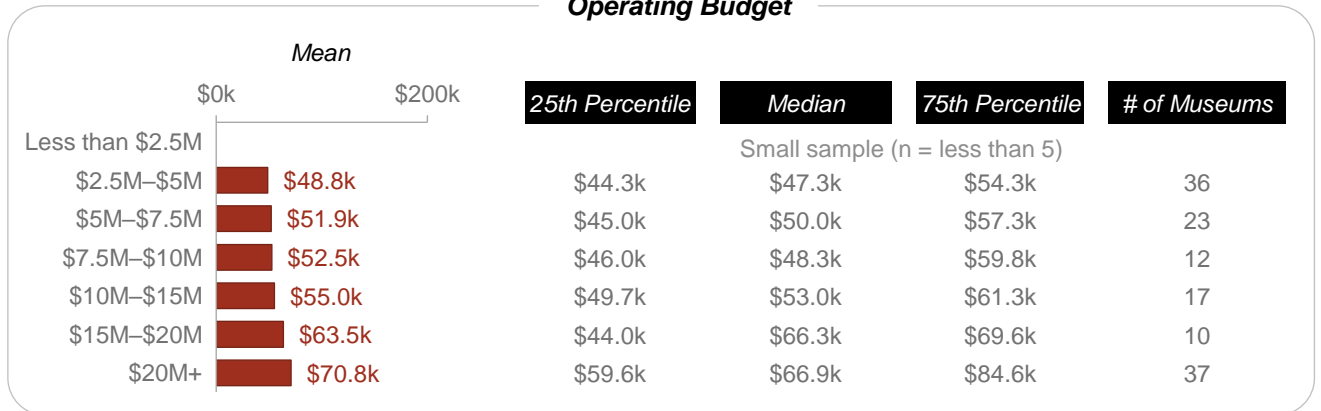 Operating Budget
Mean
$0k $200k 25th Percentile Median 75th Percentile # of Museums
Less than $2.5M Small sample (n = less than 5)
$2.5M–$5M $48.8k $44.3k $47.3k $54.3k 36
$5M–$7.5M $51.9k $45.0k $50.0k $57.3k 23
$7.5M–$10M $52.5k $46.0k $48.3k $59.8k 12
$10M–$15M $55.0k $49.7k $53.0k $61.3k 17
$15M–$20M $63.5k $44.0k $66.3k $69.6k 10
$20M+ $70.8k $59.6k $66.9k $84.6k 37